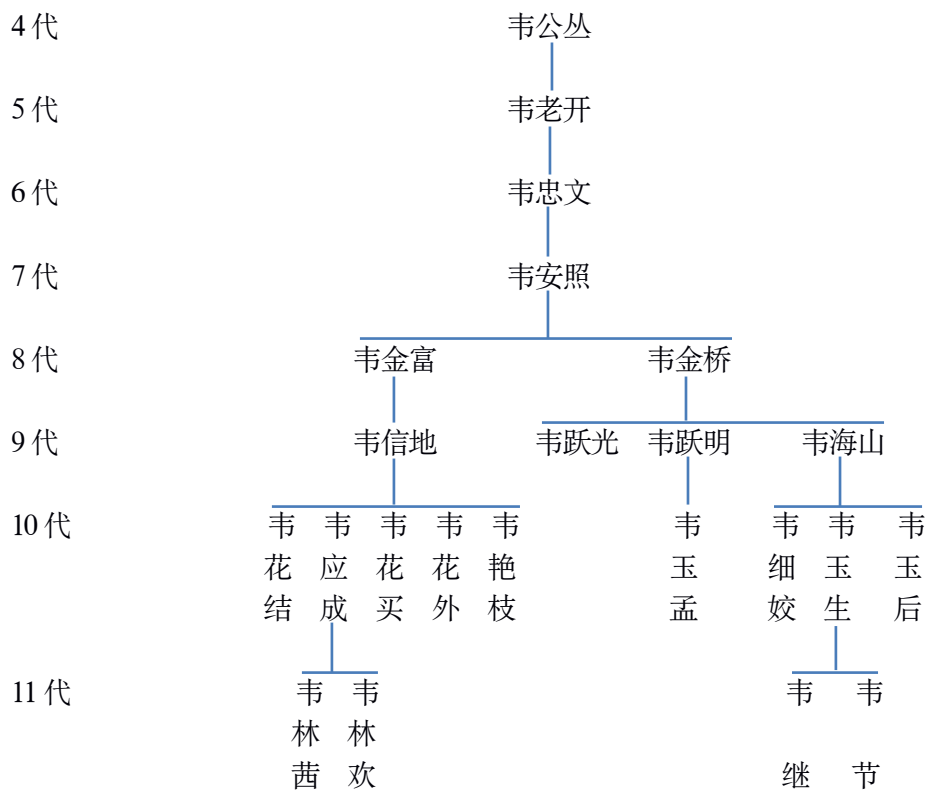 4代 韦公丛
5代 韦老开
6代 韦忠文
7代 韦安照
8代 韦金富 韦金桥
9代 韦信地 韦跃光 韦跃明 韦海山
10代 韦花结 韦应成 韦花买 韦花外 韦艳枝 韦玉孟 韦细姣 韦玉生 韦玉后
11代 韦林茜 韦林欢 韦继 韦节